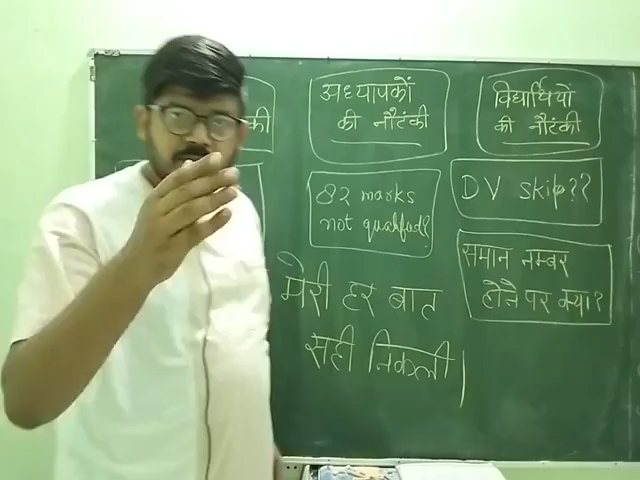 की
अध्यापकों
की नौटंकी
विद्यार्थियों
की नौटंकी
82 marks
not qualified?
DV skip??
समान नम्बर
होने पर क्या?
मेरी हर बात
सही निकली|